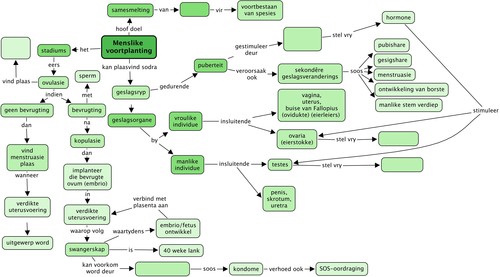 samesmelting
van
vir
voortbestaan
van spesies
hoof doel
Menslike
voortplanting
het
stadiums
eers
vind plaas
ovulasie
indien
sperm
met
geen bevrugting
bevrugting
dan
na
vind
menstruasie
plaas
kopulasie
dan
wanneer
implanteer
die bevrugte
ovum (embrio)
verdikte
uterusvoering
in
verdikte
uterusvoering
uitgewerp word
waarop volg
swangerskap
waartydens
verbind met
plasenta aan
embrio/fetus
ontwikkel
is
40 weke lank
kan voorkom
word deur
soos
kondome
verhoed ook
SOS-oordraging
kan plaasvind sodra
geslagsryp
gedurende
puberteit
gestimuleer
deur
stel vry
hormone
veroorsaak
ook
sekondêre
geslagsveranderings
soos
pubishare
gesigshare
menstruasie
ontwikkeling van borste
manlike stem verdiep
stimuleer
geslagsorgane
by
vroulike
individue
insluitende
vagina,
uterus,
buise van Fallopius
(ovidukte) (eierleiers)
ovaria
(eierstokke)
stel vry
manlike
individue
insluitende
testes
stel vry
penis,
skrotum,
uretra